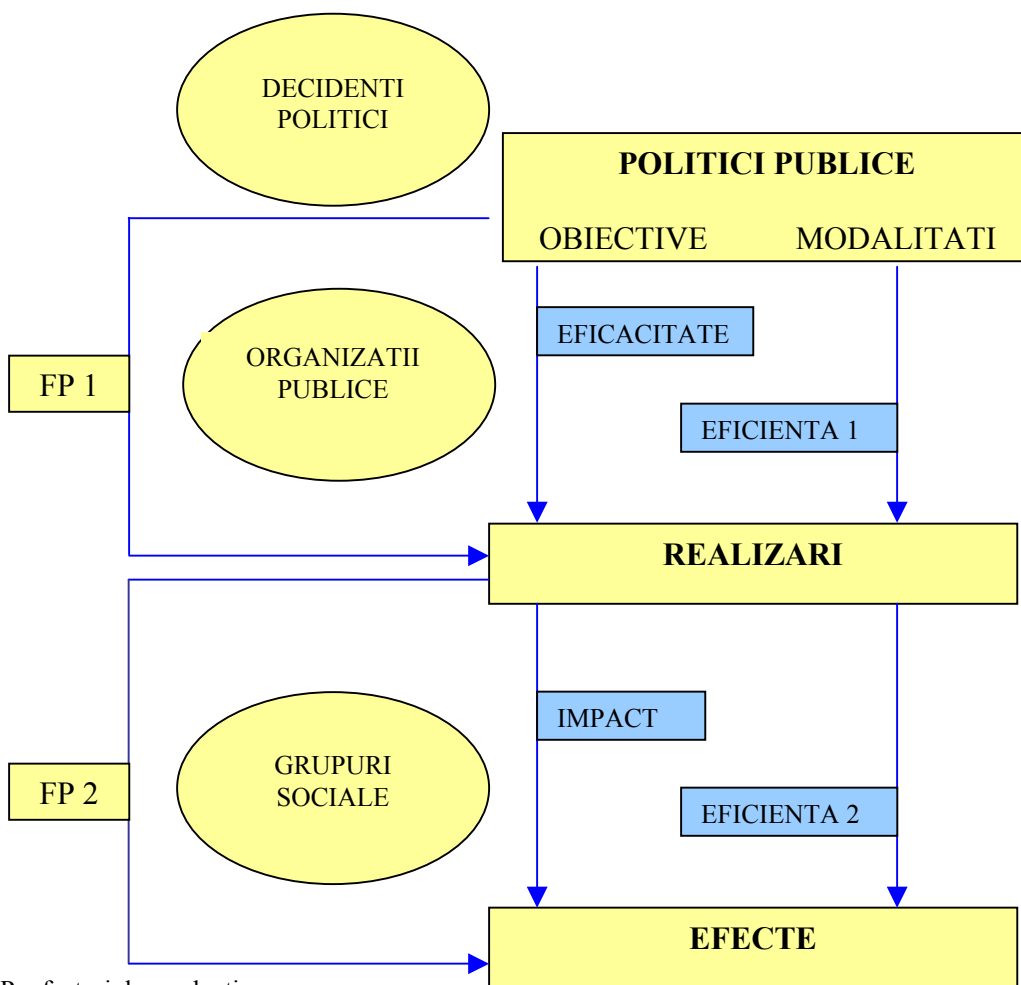 DECIDENTI
POLITICI
POLITICI PUBLICE
OBIECTIVE MODALITATI
EFICACITATE
ORGANIZATII
PUBLICE
FP 1
EFICIENTA 1
REALIZARI
IMPACT
GRUPURI
SOCIALE
FP 2
EFICIENTA 2
EFECTE